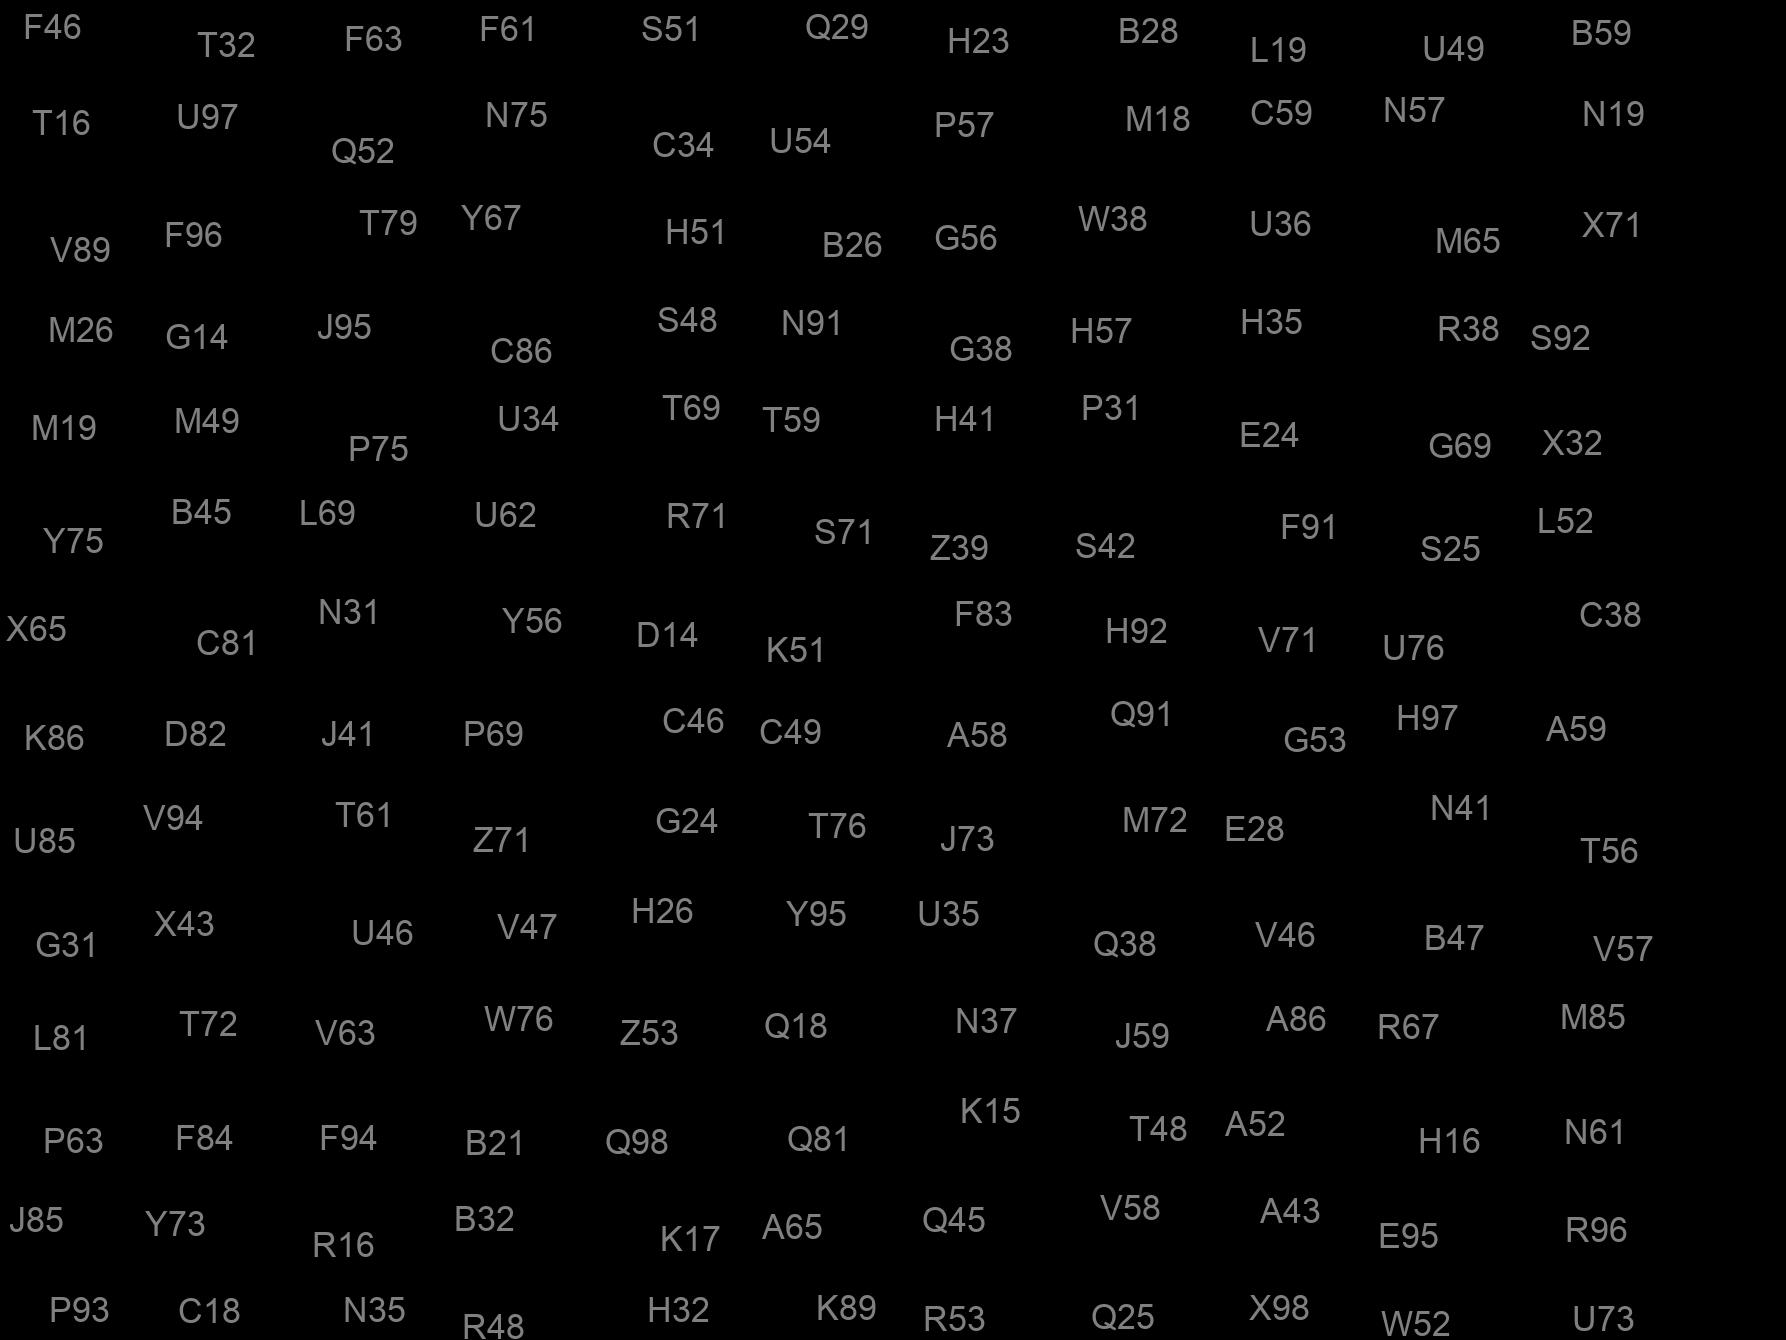 F46 T32 F63 F61 S51 Q29 H23 B28 L19 U49 B59
T16 U97 Q52 N75 C34 U54 P57 M18 C59 N57 N19
V89 F96 T79 Y67 H51 B26 G56 W38 U36 M65 X71
M26 G14 J95 C86 S48 N91 G38 H57 H35 R38 S92
M19 M49 P75 U34 T69 T59 H41 P31 E24 G69 X32
Y75 B45 L69 U62 R71 S71 Z39 S42 F91 S25 L52
X65 C81 N31 Y56 D14 K51 F83 H92 V71 U76 C38
K86 D82 J41 P69 C46 C49 A58 Q91 G53 H97 A59
U85 V94 T61 Z71 G24 T76 J73 M72 E28 N41 T56
G31 X43 U46 V47 H26 Y95 U35 Q38 V46 B47 V57
L81 T72 V63 W76 Z53 Q18 N37 J59 A86 R67 M85
P63 F84 F94 B21 Q98 Q81 K15 T48 A52 H16 N61
J85 Y73 R16 B32 K17 A65 Q45 V58 A43 E95 R96
P93 C18 N35 R48 H32 K89 R53 Q25 X98 W52 U73